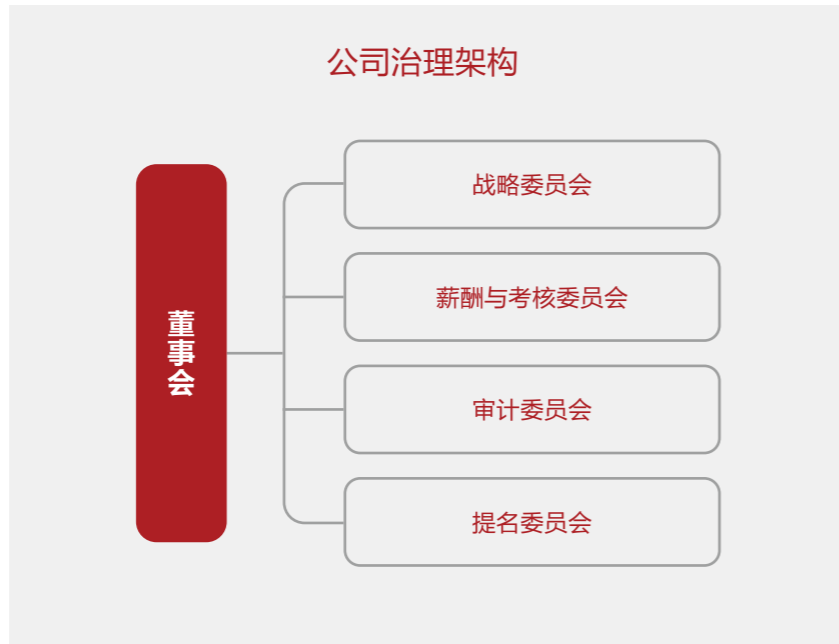 公司治理架构
董事会
战略委员会
薪酬与考核委员会
审计委员会
提名委员会